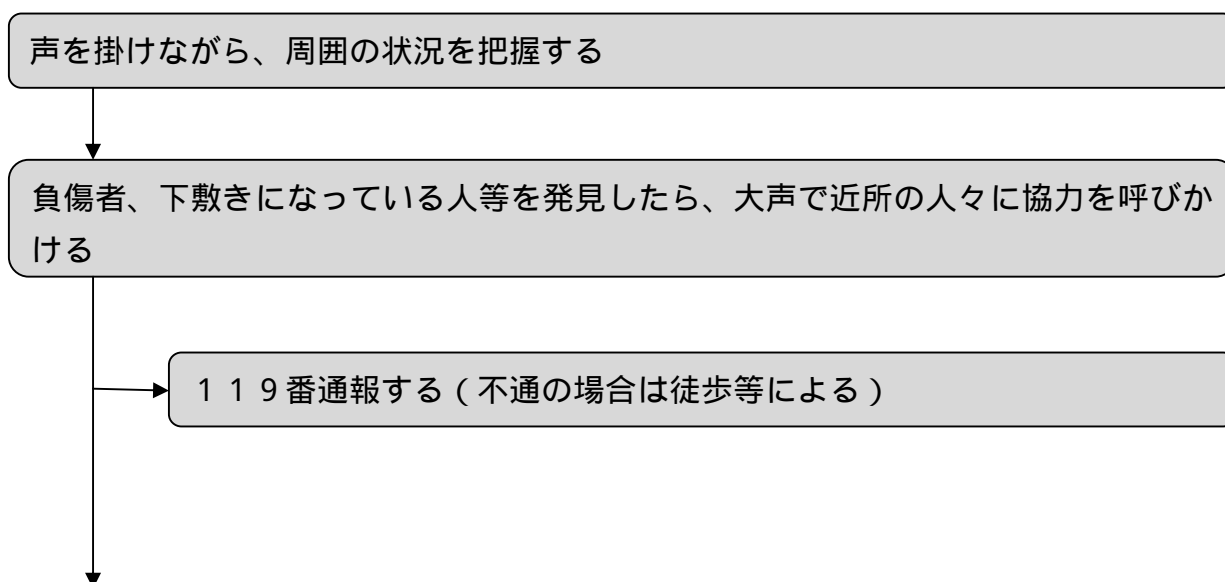 声を掛けながら、周囲の状況を把握する
負傷者、下敷きになっている人等を発見したら、大声で近所の人々に協力を呼びか
ける
１１９番通報する（不通の場合は徒歩等による）